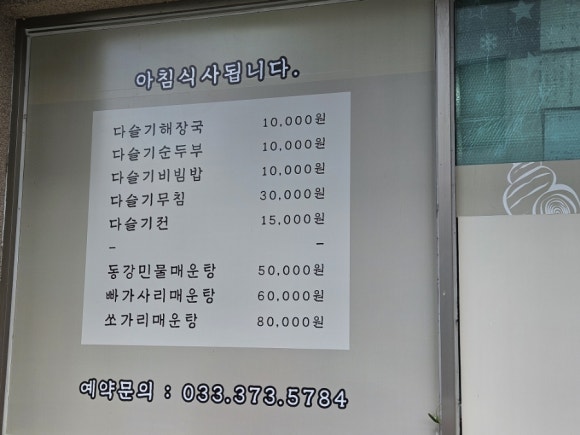 아침식사됩니다.
다슬기해장국 10,000원
다슬기순두부 10,000원
다슬기비빔밥 10,000원
다슬기무침 30,000원
다슬기전 15,000원
- -
동강민물매운탕 50,000원
빠가사리매운탕 60,000원
쏘가리매운탕 80,000원
예약문의 : 033.373.5784